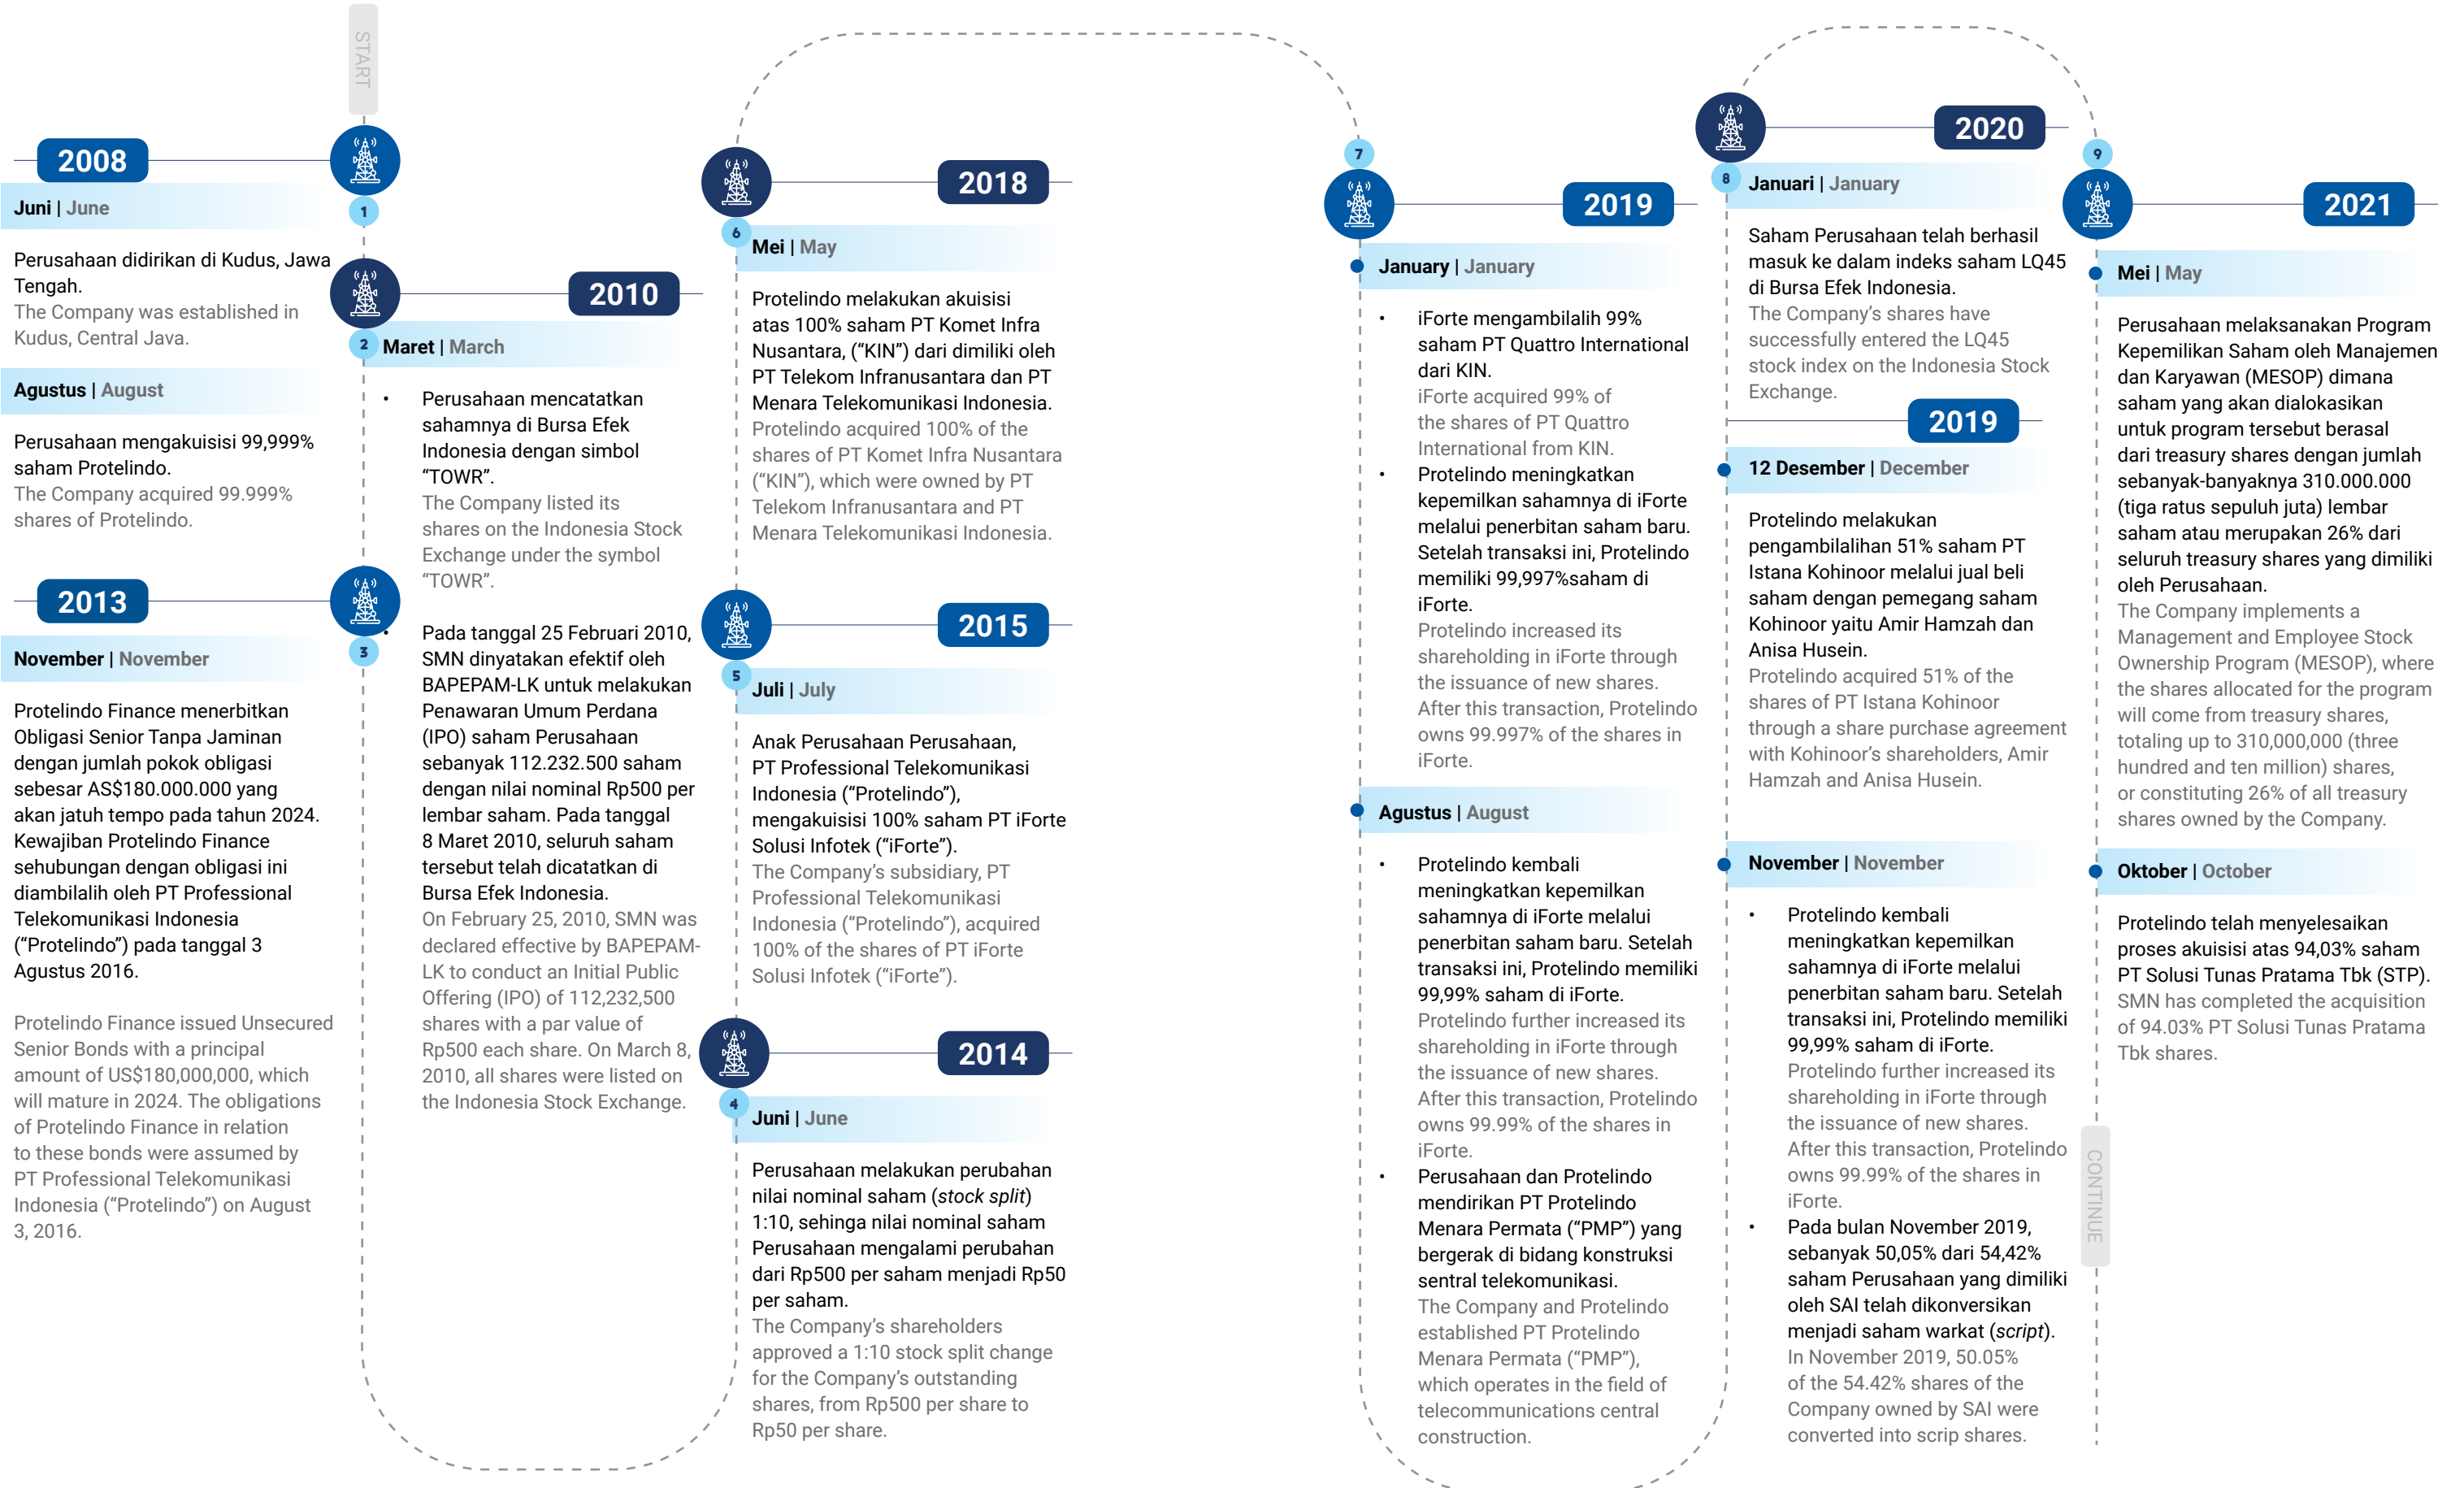 START
2008
1
Juni | June
Perusahaan didirikan di Kudus, Jawa
Tengah.
The Company was established in
Kudus, Central Java.
Agustus | August
Perusahaan mengakuisisi 99,999%
saham Protelindo.
The Company acquired 99.999%
shares of Protelindo.
2010
2
Maret | March
• Perusahaan mencatatkan
sahamnya di Bursa Efek
Indonesia dengan simbol
“TOWR”.
The Company listed its
shares on the Indonesia Stock
Exchange under the symbol
“TOWR”.
• Pada tanggal 25 Februari 2010,
SMN dinyatakan efektif oleh
BAPEPAM-LK untuk melakukan
Penawaran Umum Perdana
(IPO) saham Perusahaan
sebanyak 112.232.500 saham
dengan nilai nominal Rp500 per
lembar saham. Pada tanggal
8 Maret 2010, seluruh saham
tersebut telah dicatatkan di
Bursa Efek Indonesia.
On February 25, 2010, SMN was
declared effective by BAPEPAM-
LK to conduct an Initial Public
Offering (IPO) of 112,232,500
shares with a par value of
Rp500 each share. On March 8,
2010, all shares were listed on
the Indonesia Stock Exchange.
2013
3
November | November
Protelindo Finance menerbitkan
Obligasi Senior Tanpa Jaminan
dengan jumlah pokok obligasi
sebesar AS$180.000.000 yang
akan jatuh tempo pada tahun 2024.
Kewajiban Protelindo Finance
sehubungan dengan obligasi ini
diambilalih oleh PT Professional
Telekomunikasi Indonesia
(“Protelindo”) pada tanggal 3
Agustus 2016.
Protelindo Finance issued Unsecured
Senior Bonds with a principal
amount of US$180,000,000, which
will mature in 2024. The obligations
of Protelindo Finance in relation
to these bonds were assumed by
PT Professional Telekomunikasi
Indonesia (“Protelindo”) on August
3, 2016.
2018
6
Mei | May
Protelindo melakukan akuisisi
atas 100% saham PT Komet Infra
Nusantara, (“KIN”) dari dimiliki oleh
PT Telekom Infranusantara dan PT
Menara Telekomunikasi Indonesia.
Protelindo acquired 100% of the
shares of PT Komet Infra Nusantara
(“KIN”), which were owned by PT
Telekom Infranusantara and PT
Menara Telekomunikasi Indonesia.
2015
5
Juli | July
Anak Perusahaan Perusahaan,
PT Professional Telekomunikasi
Indonesia (“Protelindo”),
mengakuisisi 100% saham PT iForte
Solusi Infotek (“iForte”).
The Company’s subsidiary, PT
Professional Telekomunikasi
Indonesia (“Protelindo”), acquired
100% of the shares of PT iForte
Solusi Infotek (“iForte”).
2014
4
Juni | June
Perusahaan melakukan perubahan
nilai nominal saham (stock split)
1:10, sehinga nilai nominal saham
Perusahaan mengalami perubahan
dari Rp500 per saham menjadi Rp50
per saham.
The Company’s shareholders
approved a 1:10 stock split change
for the Company’s outstanding
shares, from Rp500 per share to
Rp50 per share.
7
2019
January | January
• iForte mengambilalih 99%
saham PT Quattro International
dari KIN.
iForte acquired 99% of
the shares of PT Quattro
International from KIN.
• Protelindo meningkatkan
kepemilkan sahamnya di iForte
melalui penerbitan saham baru.
Setelah transaksi ini, Protelindo
memiliki 99,997%saham di
iForte.
Protelindo increased its
shareholding in iForte through
the issuance of new shares.
After this transaction, Protelindo
owns 99.997% of the shares in
iForte.
Agustus | August
• Protelindo kembali
meningkatkan kepemilkan
sahamnya di iForte melalui
penerbitan saham baru. Setelah
transaksi ini, Protelindo memiliki
99,99% saham di iForte.
Protelindo further increased its
shareholding in iForte through
the issuance of new shares.
After this transaction, Protelindo
owns 99.99% of the shares in
iForte.
• Perusahaan dan Protelindo
mendirikan PT Protelindo
Menara Permata (“PMP”) yang
bergerak di bidang konstruksi
sentral telekomunikasi.
The Company and Protelindo
established PT Protelindo
Menara Permata (“PMP”),
which operates in the field of
telecommunications central
construction.
2020
8
Januari | January
Saham Perusahaan telah berhasil
masuk ke dalam indeks saham LQ45
di Bursa Efek Indonesia.
The Company’s shares have
successfully entered the LQ45
stock index on the Indonesia Stock
Exchange.
2019
12 Desember | December
Protelindo melakukan
pengambilalihan 51% saham PT
Istana Kohinoor melalui jual beli
saham dengan pemegang saham
Kohinoor yaitu Amir Hamzah dan
Anisa Husein.
Protelindo acquired 51% of the
shares of PT Istana Kohinoor
through a share purchase agreement
with Kohinoor’s shareholders, Amir
Hamzah and Anisa Husein.
November | November
• Protelindo kembali
meningkatkan kepemilkan
sahamnya di iForte melalui
penerbitan saham baru. Setelah
transaksi ini, Protelindo memiliki
99,99% saham di iForte.
Protelindo further increased its
shareholding in iForte through
the issuance of new shares.
After this transaction, Protelindo
owns 99.99% of the shares in
iForte.
• Pada bulan November 2019,
sebanyak 50,05% dari 54,42%
saham Perusahaan yang dimiliki
oleh SAI telah dikonversikan
menjadi saham warkat (script).
In November 2019, 50.05%
of the 54.42% shares of the
Company owned by SAI were
converted into scrip shares.
9
2021
Mei | May
Perusahaan melaksanakan Program
Kepemilikan Saham oleh Manajemen
dan Karyawan (MESOP) dimana
saham yang akan dialokasikan
untuk program tersebut berasal
dari treasury shares dengan jumlah
sebanyak-banyaknya 310.000.000
(tiga ratus sepuluh juta) lembar
saham atau merupakan 26% dari
seluruh treasury shares yang dimiliki
oleh Perusahaan.
The Company implements a
Management and Employee Stock
Ownership Program (MESOP), where
the shares allocated for the program
will come from treasury shares,
totaling up to 310,000,000 (three
hundred and ten million) shares,
or constituting 26% of all treasury
shares owned by the Company.
Oktober | October
Protelindo telah menyelesaikan
proses akuisisi atas 94,03% saham
PT Solusi Tunas Pratama Tbk (STP).
SMN has completed the acquisition
of 94.03% PT Solusi Tunas Pratama
Tbk shares.
CONTINUE